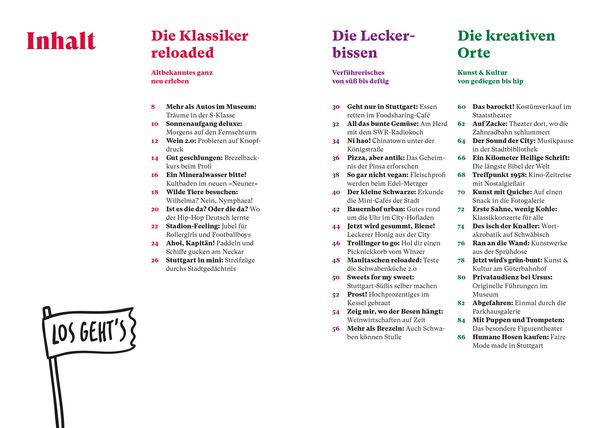 Inhalt
Die Klassiker
reloaded
Altbekanntes ganz
neu erleben
8 Mehr als Autos im Museum:
Träume in der S-Klasse
10 Sonnenaufgang deluxe:
Morgens auf den Fernsehturm
12 Wein 2.0: Probieren auf Knopf-
druck
14 Gut geschlungen: Brezelback-
kurs beim Profi
16 Ein Mineralwasser bitte!
Kultbaden im neuen »Neuner«
18 Wilde Tiere besuchen:
Wilhelma? Nein, Nymphaea!
20 Ist es die da? Oder die da? Wo
der Hip-Hop Deutsch lernte
22 Stadion-Feeling: Jubel für
Rollergirls und Footballboys
24 Ahoi, Kapitän! Paddeln und
Schiffe gucken am Neckar
26 Stuttgart in mini: Streifzüge
durchs Stadtgedächtnis
LOS GEHT'S
Die Lecker-
bissen
Verführerisches
von süß bis deftig
30 Geht nur in Stuttgart: Essen
retten im Foodsharing-Café
32 All das bunte Gemüse: Am Herd
mit dem SWR-Radiokoch
34 Ni hao! Chinatown unter der
Königstraße
36 Pizza, aber antik: Das Geheim-
nis der Pinsa erforschen
38 So gar nicht vegan: Fleischprofi
werden beim Edel-Metzger
40 Der kleine Schwarze: Erkunde
die Mini-Cafés der Stadt
42 Bauernhof urban: Gutes rund
um die Uhr im City-Hofladen
44 Jetzt wird gesummt, Biene!
Leckerer Honig aus der City
46 Trollinger to go: Hol dir einen
Picknickkorb vom Winzer
48 Maultaschen reloaded: Teste
die Schwabenküche 2.0
50 Sweets for my sweet:
Stuttgart-Süßis selber machen
52 Prost! Hochprozentiges im
Kessel gebraut
54 Zeig mir, wo der Besen hängt:
Weinwirtschaften auf Zeit
56 Mehr als Brezeln: Auch Schwa-
ben können Stulle
Die kreativen
Orte
Kunst & Kultur
von gediegen bis hip
60 Das barockt! Kostümverkauf im
Staatstheater
62 Auf Zacke: Theater dort, wo die
Zahnradbahn schlummert
64 Der Sound der City: Musikpause
in der Stadtbibliothek
66 Ein Kilometer Heilige Schrift:
Die längste Bibel der Welt
68 Treffpunkt 1958: Kino-Zeitreise
mit Nostalgieflair
70 Kunst mit Quiche: Auf einen
Snack in die Fotogalerie
72 Erste Sahne, wenig Kohle:
Klassikkonzerte für alle
74 Des isch der Knaller: Wort-
akrobatik auf Schwäbisch
76 Ran an die Wand: Kunstwerke
aus der Sprühdose
78 Jetzt wird's grün-bunt: Kunst &
Kultur am Güterbahnhof
80 Privataudienz bei Ursus:
Originelle Führungen im
Museum
82 Abgefahren: Einmal durch die
Parkhausgalerie
84 Mit Puppen und Trompeten:
Das besondere Figurentheater
86 Humane Hosen kaufen: Faire
Mode made in Stuttgart